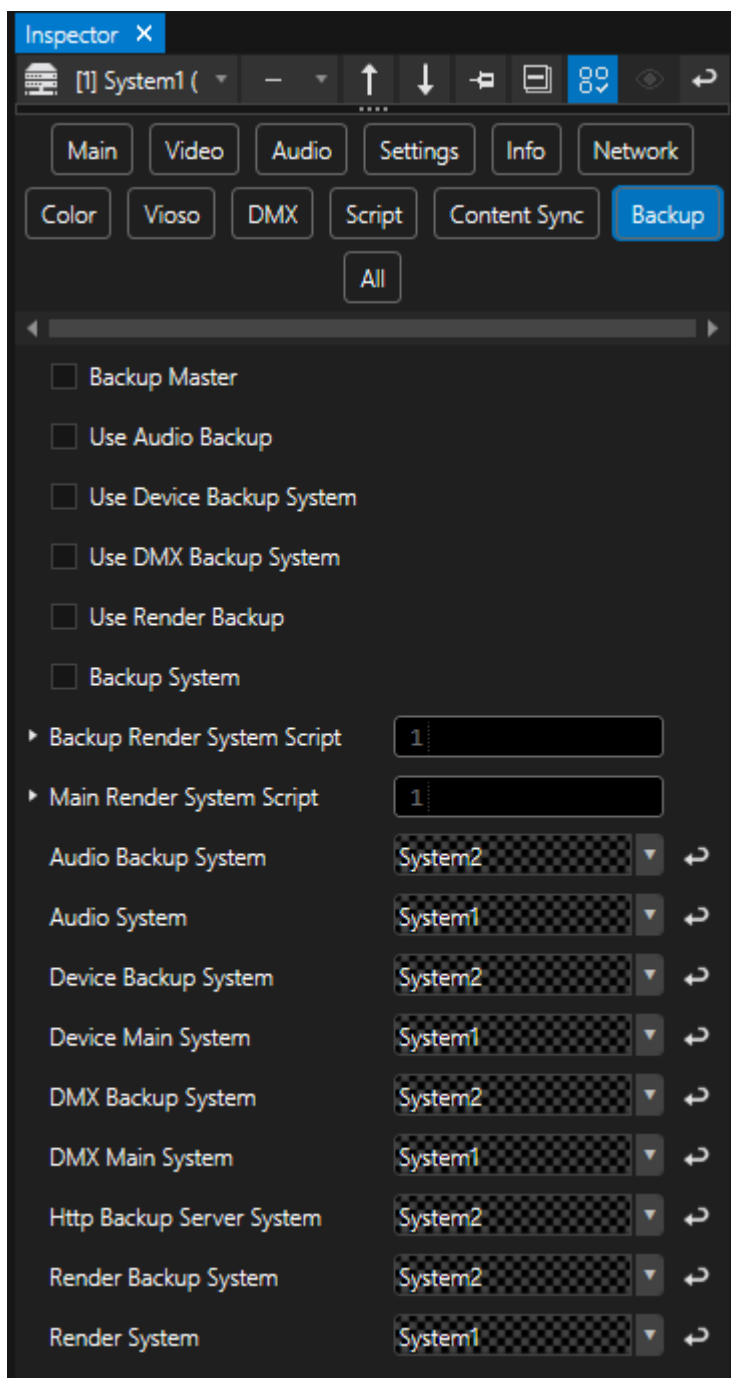 Inspector
[1] System1 (
Main Video Audio Settings Info Network
Color Vioso DMX Script Content Sync Backup
All
Backup Master
Use Audio Backup
Use Device Backup System
Use DMX Backup System
Use Render Backup
Backup System
Backup Render System Script 1
Main Render System Script 1
Audio Backup System System2
Audio System System1
Device Backup System System2
Device Main System System1
DMX Backup System System2
DMX Main System System1
Http Backup Server System System2
Render Backup System System2
Render System System1